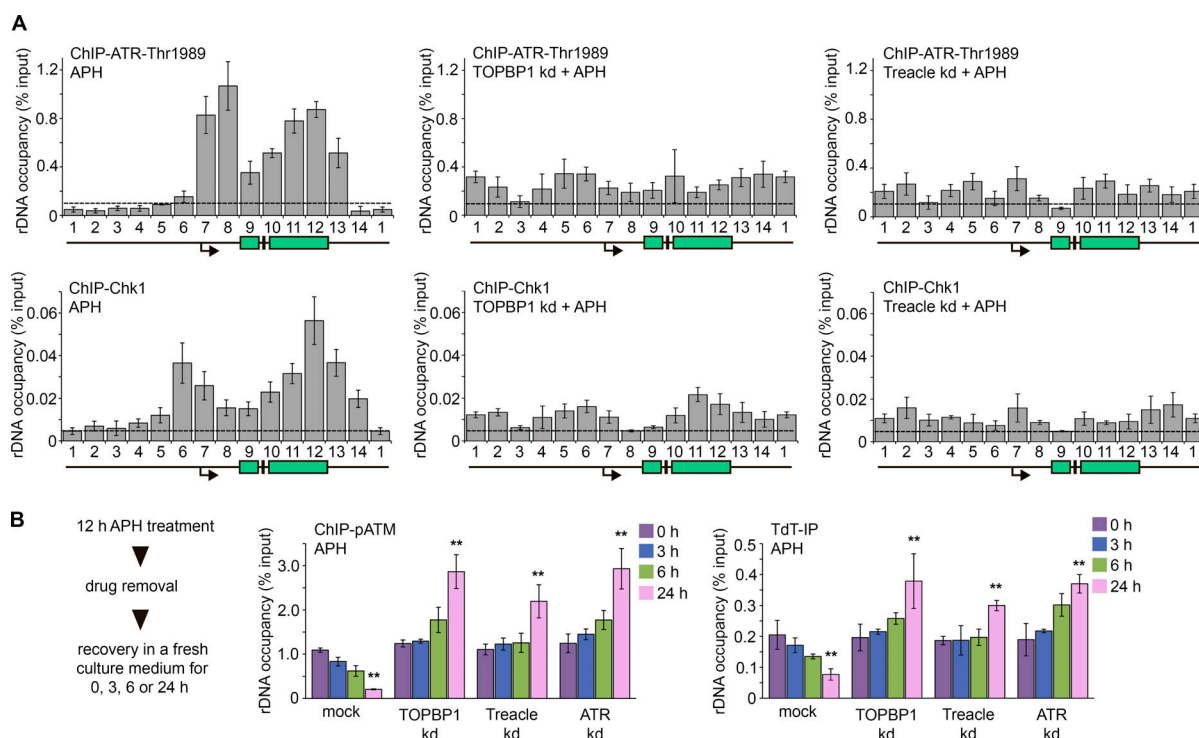 A
ChIP-ATR-Thr1989
APH
rDNA occupancy (% input)
1.2
0.8
0.4
0
1 2 3 4 5 6 7 8 9 10 11 12 13 14 1
ChIP-ATR-Thr1989
TOPBP1 kd + APH
rDNA occupancy (% input)
1.2
0.8
0.4
0
1 2 3 4 5 6 7 8 9 10 11 12 13 14 1
ChIP-ATR-Thr1989
Treacle kd + APH
rDNA occupancy (% input)
1.2
0.8
0.4
0
1 2 3 4 5 6 7 8 9 10 11 12 13 14 1
ChIP-Chk1
APH
rDNA occupancy (% input)
0.06
0.04
0.02
0
1 2 3 4 5 6 7 8 9 10 11 12 13 14 1
ChIP-Chk1
TOPBP1 kd + APH
rDNA occupancy (% input)
0.06
0.04
0.02
0
1 2 3 4 5 6 7 8 9 10 11 12 13 14 1
ChIP-Chk1
Treacle kd + APH
rDNA occupancy (% input)
0.06
0.04
0.02
0
1 2 3 4 5 6 7 8 9 10 11 12 13 14 1
B
12 h APH treatment
drug removal
recovery in a fresh
culture medium for
0, 3, 6 or 24 h
ChIP-pATM
APH
rDNA occupancy (% input)
3.0
2.0
1.0
0
0 h
3 h
6 h
24 h
**
**
**
**
mock
TOPBP1
kd
Treacle
kd
ATR
kd
TdT-IP
APH
rDNA occupancy (% input)
0.5
0.4
0.3
0.2
0.1
0
0 h
3 h
6 h
24 h
**
**
**
**
mock
TOPBP1
kd
Treacle
kd
ATR
kd